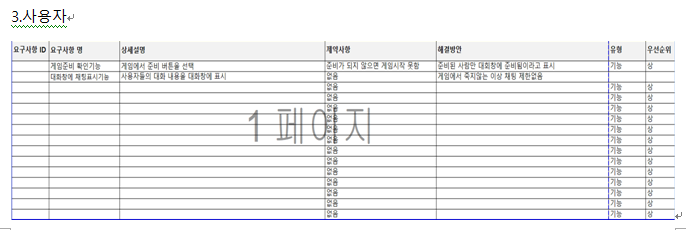 3.사용자
요구사항 ID 요구사항 명 상세설명 제약사항 해결방안 유형 우선순위
게임준비 확인기능 게임에서 준비 버튼을 선택 준비가 되지 않으면 게임시작 못함 준비된 사람만 대화창에 준비됨이라고 표시 기능 상
대화창에 채팅표시기능 사용자들의 대화 내용을 대화창에 표시 없음 게임에서 죽지않는 이상 채팅 제한없음
없음 기능 상
없음 기능 상
없음 기능 상
1 페이지
없음 기능 상
없음 기능 상
없음 기능 상
없음 기능 상
없음 기능 상
없음 기능 상
없음 기능 상
없음 기능 상
없음 기능 상
없음 기능 상